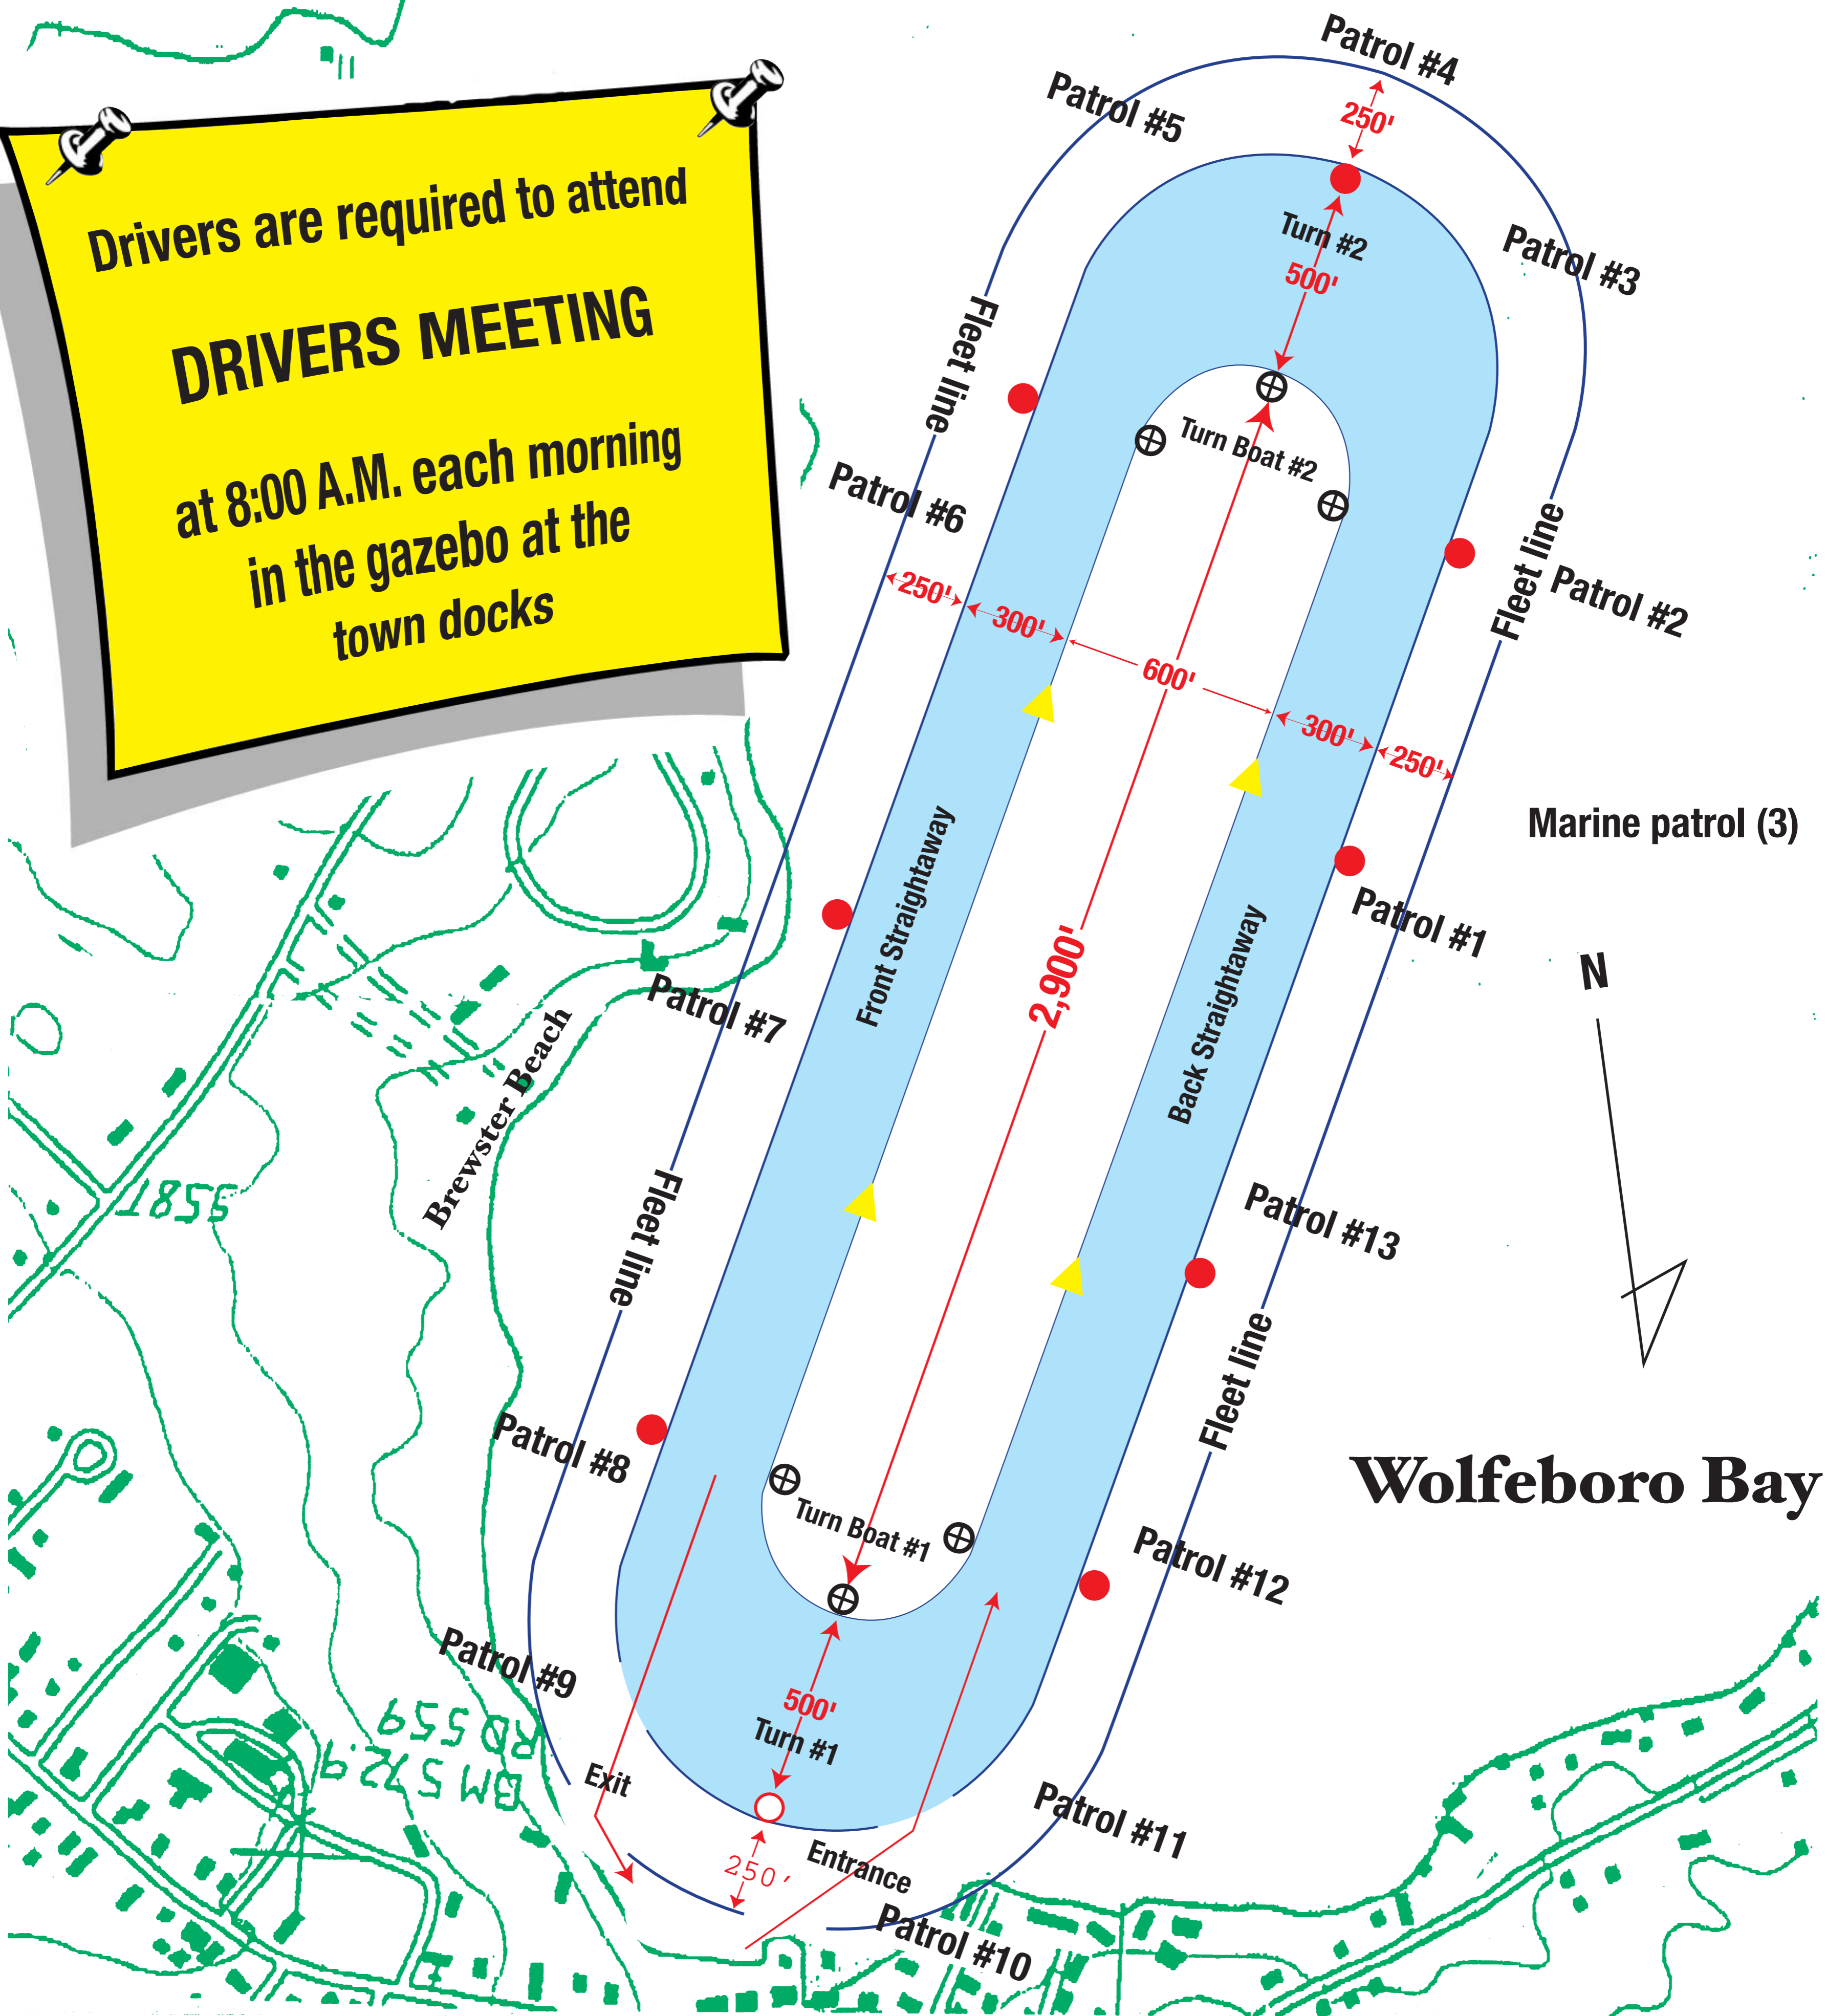 Drivers are required to attend
DRIVERS MEETING
at 8:00 A.M. each morning
in the gazebo at the
town docks
Patrol #4
250'
Patrol #5
Turn #2
500'
Patrol #3
Fleet line
Turn Boat #2
Patrol #6
Fleet line
Patrol #2
250'
300'
600'
300'
250'
Marine patrol (3)
Front Straightaway
Patrol #1
2,900'
Back Straightaway
N
Patrol #7
Brewster Beach
1855
Fleet line
Patrol #13
Fleet line
Patrol #8
Wolfeboro Bay
Turn Boat #1
Patrol #12
Patrol #9
500'
Turn #1
Exit
Patrol #11
250'
Entrance
Patrol #10